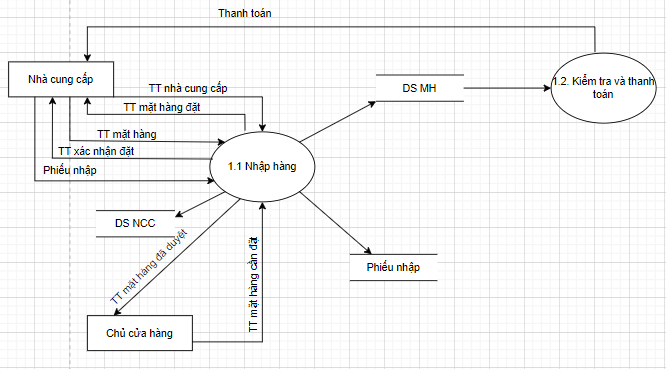 Thanh toán
Nhà cung cấp
TT nhà cung cấp
DS MH
1.2. Kiểm tra và thanh
toán
TT mặt hàng đặt
TT mặt hàng
TT xác nhận đặt
Phiếu nhập
1.1 Nhập hàng
DS NCC
TT mặt hàng đã duyệt
TT mặt hàng cần đặt
Phiếu nhập
Chủ cửa hàng